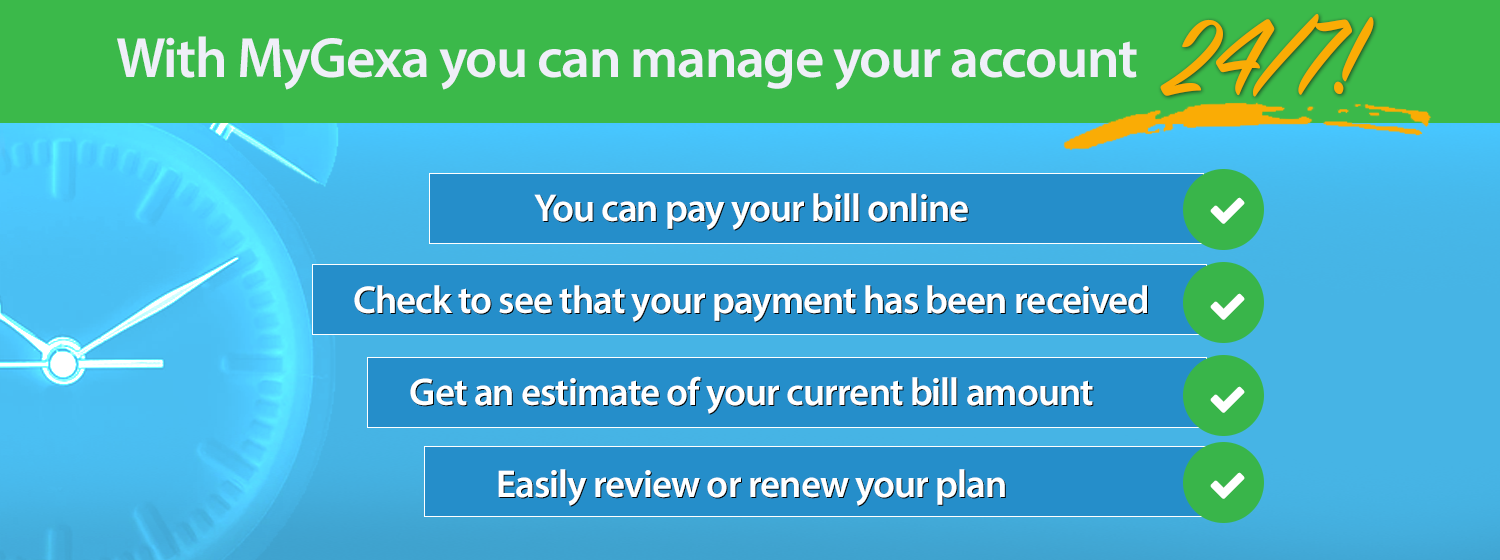 With MyGexa you can manage your account 24/7!
You can pay your bill online
Check to see that your payment has been received
Get an estimate of your current bill amount
Easily review or renew your plan